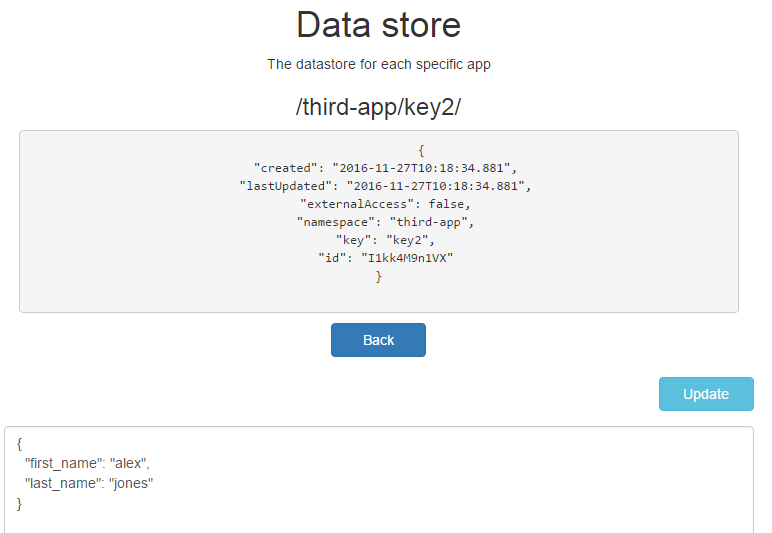 Data store
The datastore for each specific app
/third-app/key2/
{
"created": "2016-11-27T10:18:34.881",
"lastUpdated": "2016-11-27T10:18:34.881",
"externalAccess": false,
"namespace": "third-app",
"key": "key2",
"id": "I1kk4M9n1VX"
}
Back
Update
{
"first_name": "alex",
"last_name": "jones"
}